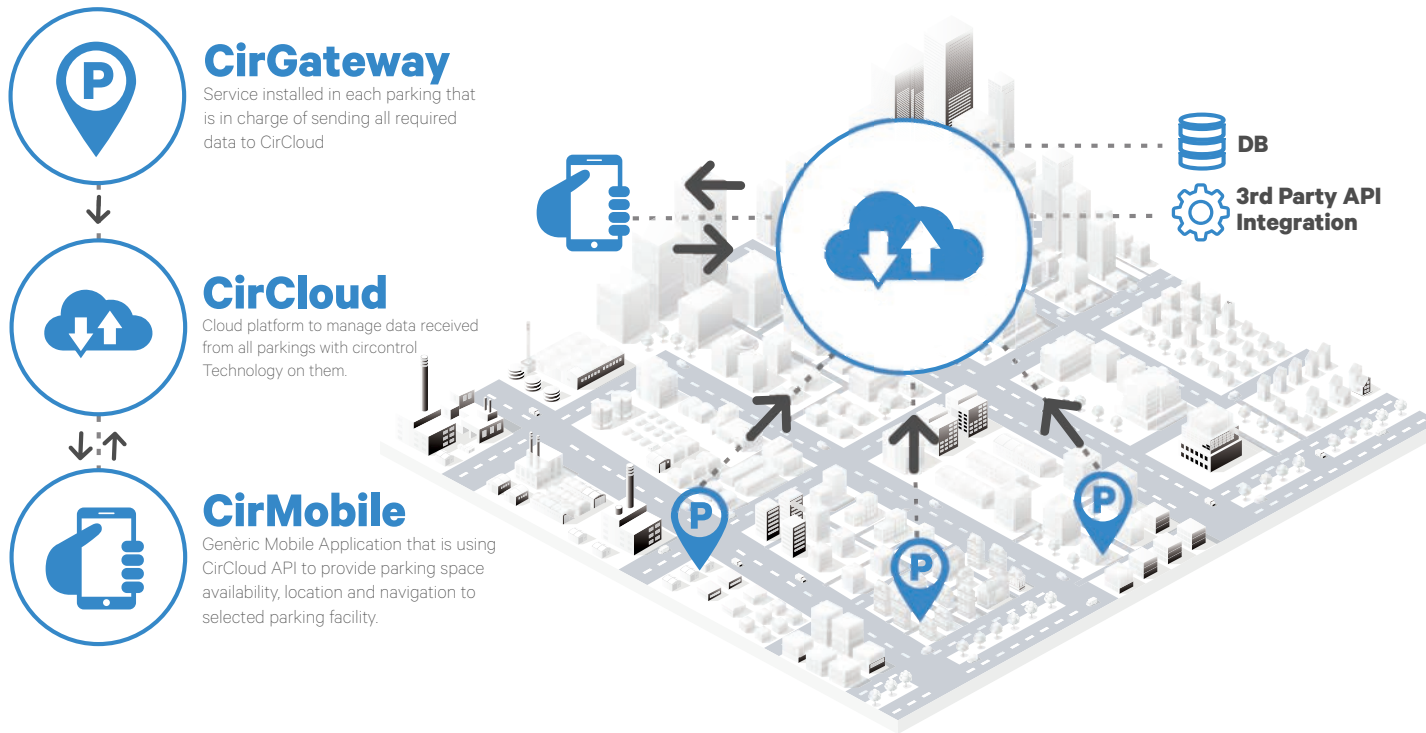 P
CirGateway
Service installed in each parking that
is in charge of sending all required
data to CirCloud
CirCloud
Cloud platform to manage data received
from all parkings with circontrol
Technology on them.
CirMobile
Genèric Mobile Application that is using
CirCloud API to provide parking space
availability, location and navigation to
selected parking facility.
DB
3rd Party API
Integration
P
P
P